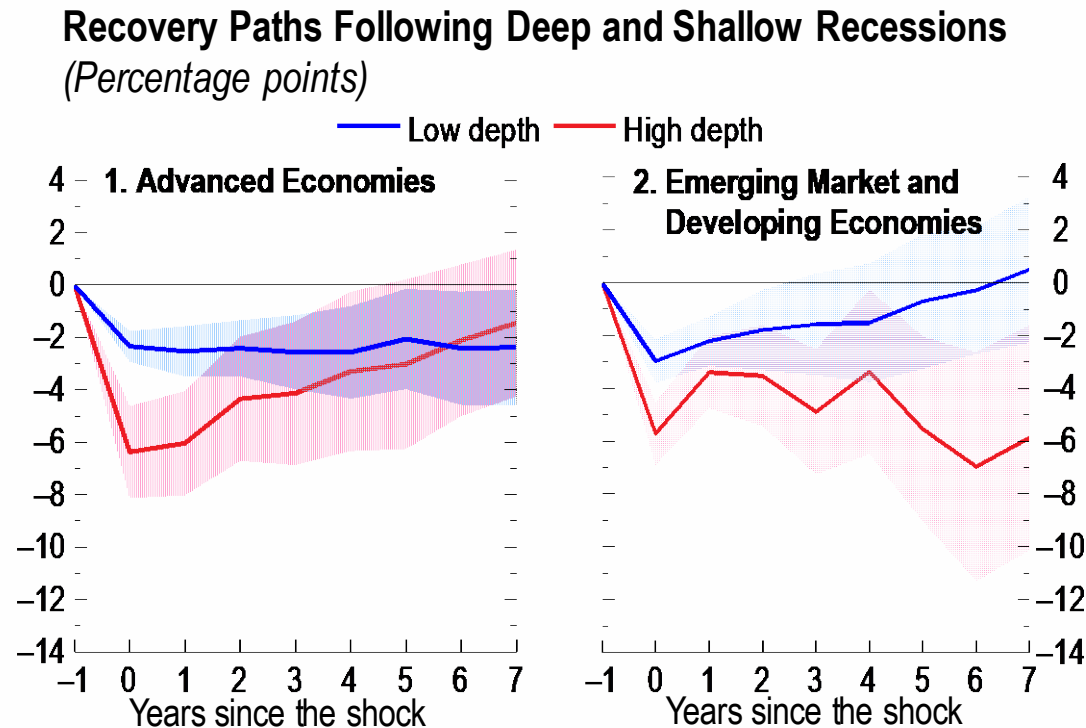 Recovery Paths Following Deep and Shallow Recessions
(Percentage points)
Low depth High depth
1. Advanced Economies
4
2
0
–2
–4
–6
–8
–10
–12
–14
–1 0 1 2 3 4 5 6 7
Years since the shock
2. Emerging Market and
Developing Economies
4
2
0
–2
–4
–6
–8
–10
–12
–14
–1 0 1 2 3 4 5 6 7
Years since the shock